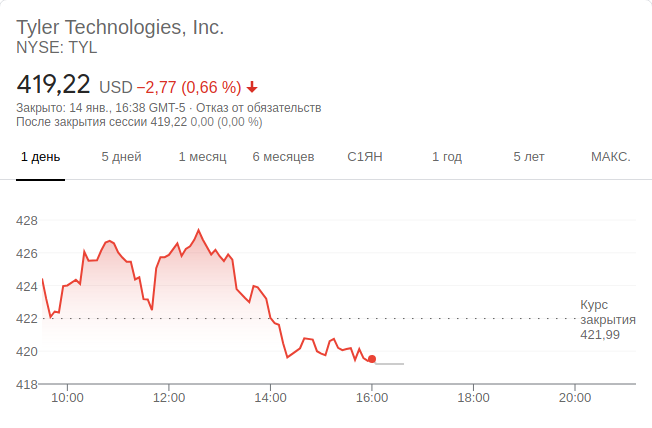 Tyler Technologies, Inc.
NYSE: TYL
419,22 USD −2,77 (0,66 %)
Закрыто: 14 янв., 16:38 GMT-5 · Отказ от обязательств
После закрытия сессии 419,22 0,00 (0,00 %)
1 день 5 дней 1 месяц 6 месяцев С1ЯН 1 год 5 лет МАКС.
428
426
424
422
420
418
Курс
закрытия
421,99
10:00 12:00 14:00 16:00 18:00 20:00